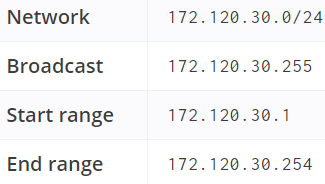 Network 172.120.30.0/24
Broadcast 172.120.30.255
Start range 172.120.30.1
End range 172.120.30.254